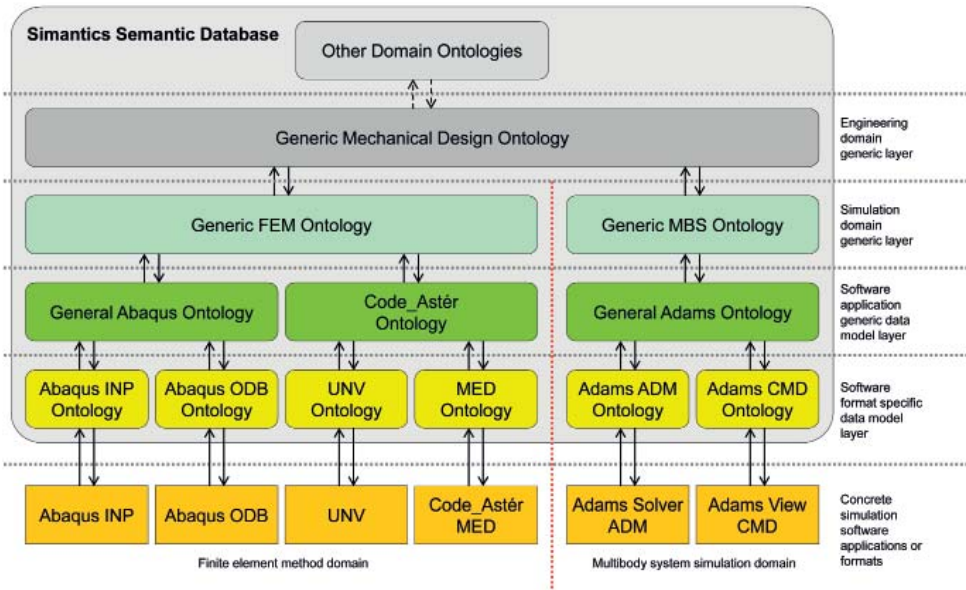 Simantics Semantic Database
Other Domain Ontologies
Generic Mechanical Design Ontology
Engineering
domain
generic layer
Generic FEM Ontology
Generic MBS Ontology
Simulation
domain
generic layer
General Abaqus Ontology
Code_Astér
Ontology
General Adams Ontology
Software
application
generic data
model layer
Abaqus INP
Ontology
Abaqus ODB
Ontology
UNV
Ontology
MED
Ontology
Adams ADM
Ontology
Adams CMD
Ontology
Software
format specific
data model
layer
Abaqus INP
Abaqus ODB
UNV
Code_Astér
MED
Adams Solver
ADM
Adams View
CMD
Concrete
simulation
software
applications or
formats
Finite element method domain
Multibody system simulation domain